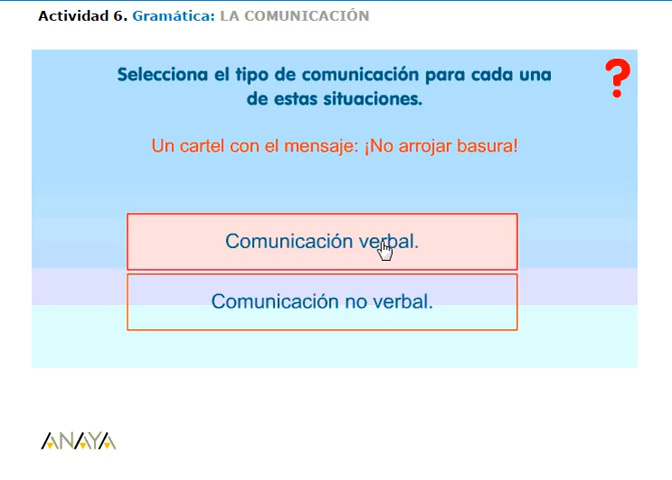 Actividad 6. Gramática: LA COMUNICACIÓN
Selecciona el tipo de comunicación para cada una
de estas situaciones.
?
Un cartel con el mensaje: ¡No arrojar basura!
Comunicación verbal.
Comunicación no verbal.
ANAYA